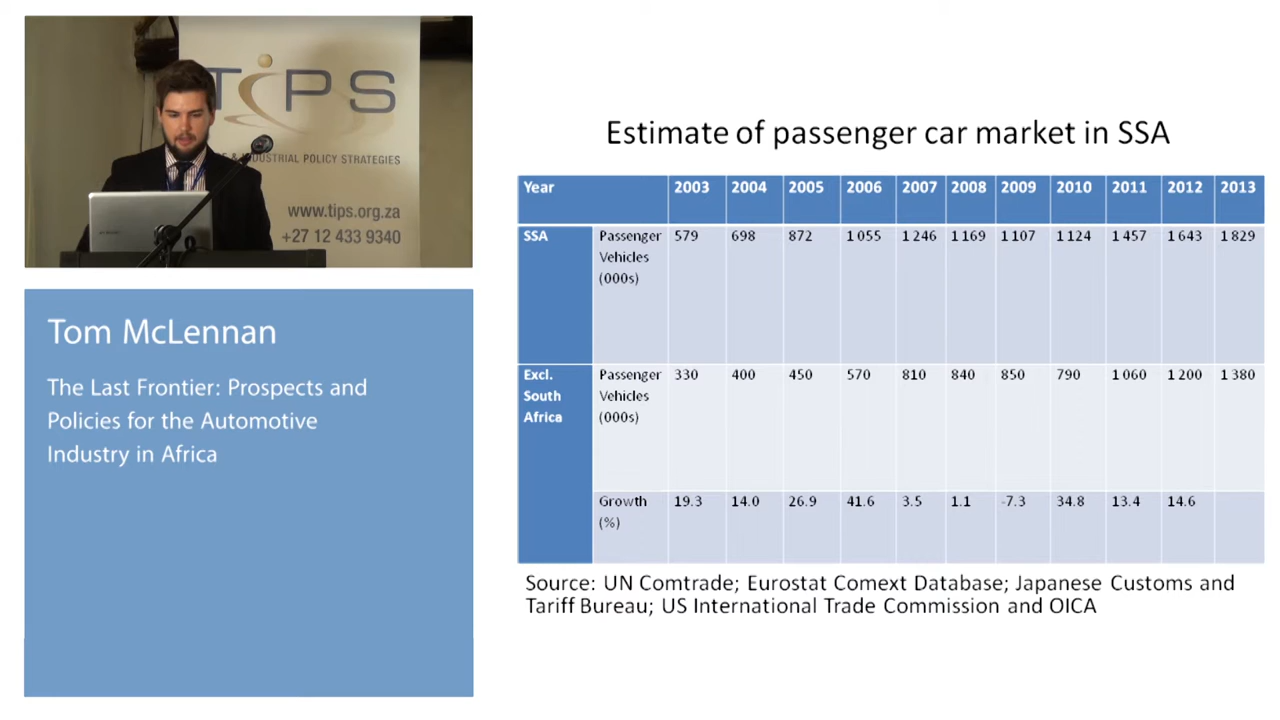 TiPS
& INDUSTRIAL POLICY STRATEGIES
www.tips.org.za
+27 12 433 9340
Tom McLennan
The Last Frontier: Prospects and
Policies for the Automotive
Industry in Africa
Estimate of passenger car market in SSA
Year 2003 2004 2005 2006 2007 2008 2009 2010 2011 2012 2013
SSA Passenger 579 698 872 1 055 1 246 1 169 1 107 1 124 1 457 1 643 1 829
Vehicles
(000s)
Excl. Passenger 330 400 450 570 810 840 850 790 1 060 1 200 1 380
South Vehicles
Africa (000s)
Growth 19.3 14.0 26.9 41.6 3.5 1.1 -7.3 34.8 13.4 14.6
(%)
Source: UN Comtrade; Eurostat Comext Database; Japanese Customs and
Tariff Bureau; US International Trade Commission and OICA